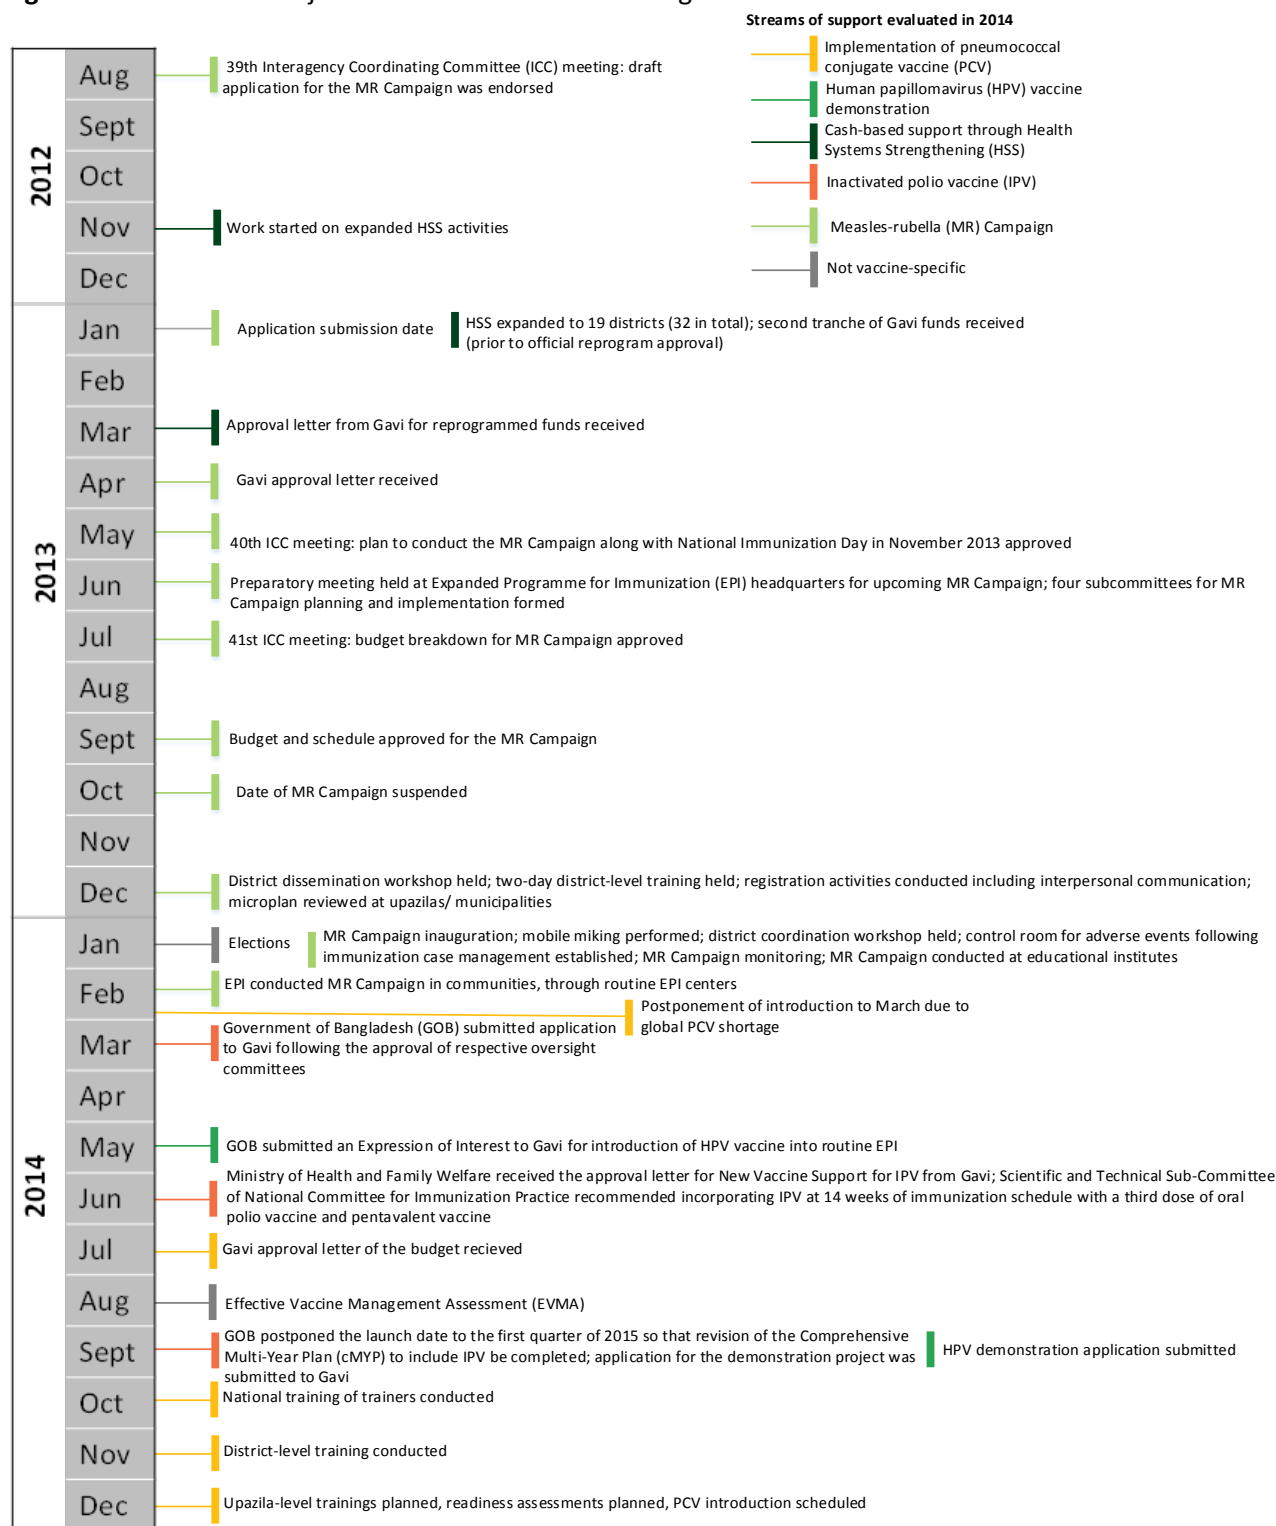 Streams of support evaluated in 2014
Implementation of pneumococcal
conjugate vaccine (PCV)
Human papillomavirus (HPV) vaccine
demonstration
Cash-based support through Health
Systems Strengthening (HSS)
Inactivated polio vaccine (IPV)
Measles-rubella (MR) Campaign
Not vaccine-specific
2012
Aug
39th Interagency Coordinating Committee (ICC) meeting: draft
application for the MR Campaign was endorsed
Sept
Oct
Nov
Work started on expanded HSS activities
Dec
2013
Jan
Application submission date
HSS expanded to 19 districts (32 in total); second tranche of Gavi funds received
(prior to official reprogram approval)
Feb
Mar
Approval letter from Gavi for reprogrammed funds received
Apr
Gavi approval letter received
May
40th ICC meeting: plan to conduct the MR Campaign along with National Immunization Day in November 2013 approved
Jun
Preparatory meeting held at Expanded Programme for Immunization (EPI) headquarters for upcoming MR Campaign; four subcommittees for MR
Campaign planning and implementation formed
Jul
41st ICC meeting: budget breakdown for MR Campaign approved
Aug
Sept
Budget and schedule approved for the MR Campaign
Oct
Date of MR Campaign suspended
Nov
Dec
District dissemination workshop held; two-day district-level training held; registration activities conducted including interpersonal communication;
microplan reviewed at upazilas/ municipalities
2014
Jan
Elections
MR Campaign inauguration; mobile miking performed; district coordination workshop held; control room for adverse events following
immunization case management established; MR Campaign monitoring; MR Campaign conducted at educational institutes
Feb
EPI conducted MR Campaign in communities, through routine EPI centers
Postponement of introduction to March due to
global PCV shortage
Mar
Government of Bangladesh (GOB) submitted application
to Gavi following the approval of respective oversight
committees
Apr
May
GOB submitted an Expression of Interest to Gavi for introduction of HPV vaccine into routine EPI
Jun
Ministry of Health and Family Welfare received the approval letter for New Vaccine Support for IPV from Gavi; Scientific and Technical Sub-Committee
of National Committee for Immunization Practice recommended incorporating IPV at 14 weeks of immunization schedule with a third dose of oral
polio vaccine and pentavalent vaccine
Jul
Gavi approval letter of the budget recieved
Aug
Effective Vaccine Management Assessment (EVMA)
Sept
GOB postponed the launch date to the first quarter of 2015 so that revision of the Comprehensive
Multi-Year Plan (cMYP) to include IPV be completed; application for the demonstration project was
submitted to Gavi
HPV demonstration application submitted
Oct
National training of trainers conducted
Nov
District-level training conducted
Dec
Upazila-level trainings planned, readiness assessments planned, PCV introduction scheduled